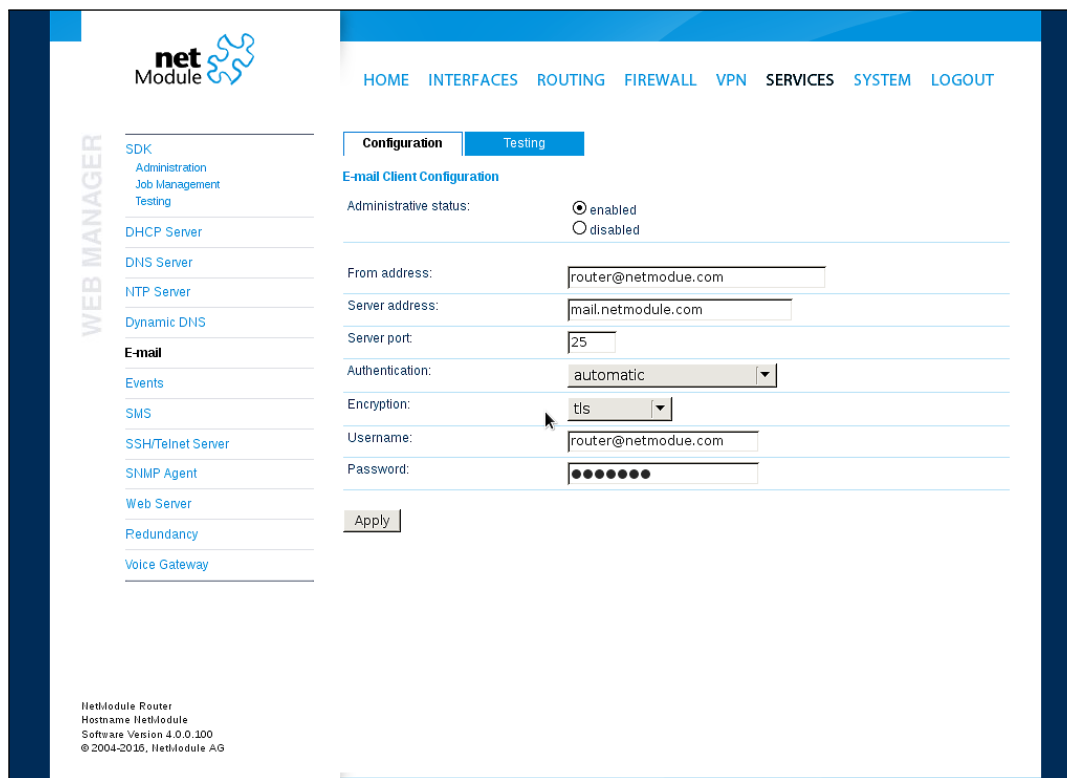 net
Module
HOME INTERFACES ROUTING FIREWALL VPN SERVICES SYSTEM LOGOUT
WEB MANAGER
SDK
Administration
Job Management
Testing
DHCP Server
DNS Server
NTP Server
Dynamic DNS
E-mail
Events
SMS
SSH/Telnet Server
SNMP Agent
Web Server
Redundancy
Voice Gateway
Configuration Testing
E-mail Client Configuration
Administrative status: enabled
disabled
From address: router@netmodue.com
Server address: mail.netmodule.com
Server port: 25
Authentication: automatic
Encryption: tls
Username: router@netmodue.com
Password: ●●●●●●●
Apply
NetModule Router
Hostname NetModule
Software Version 4.0.0.100
© 2004-2016, NetModule AG